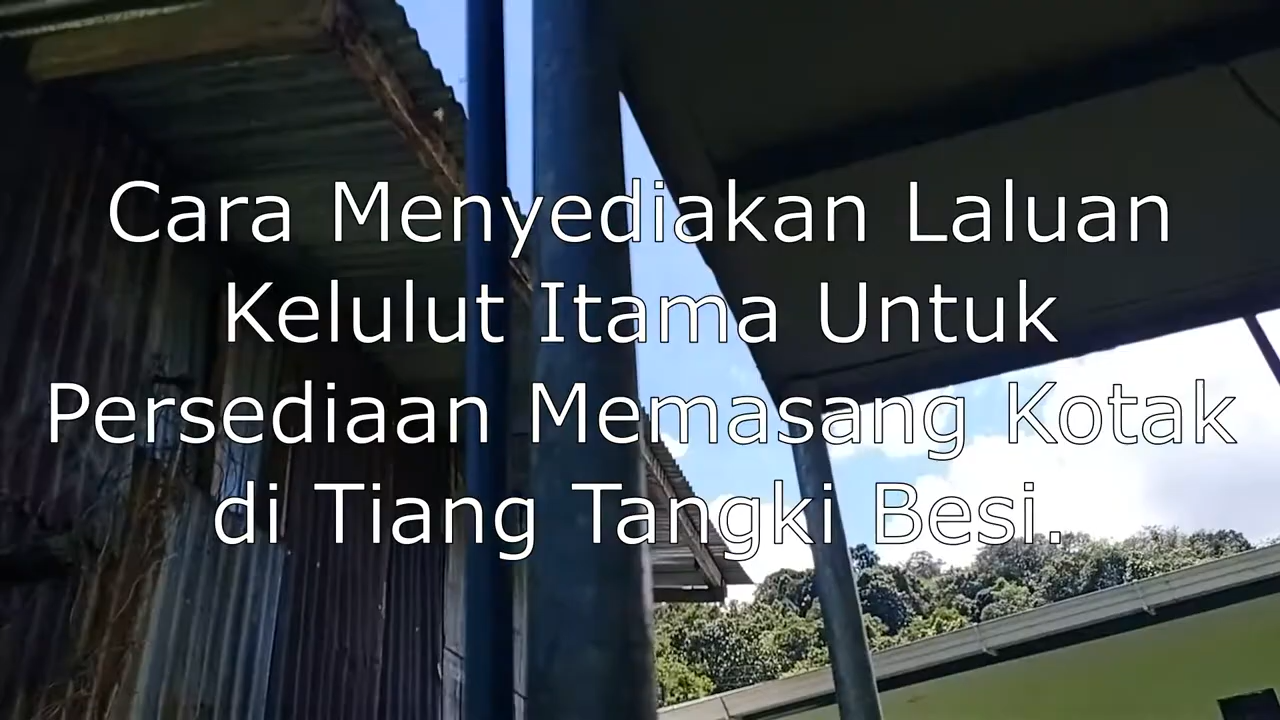 Cara Menyediakan Laluan
Kelulut Itama Untuk
Persediaan Memasang Kotak
di Tiang Tangki Besi.